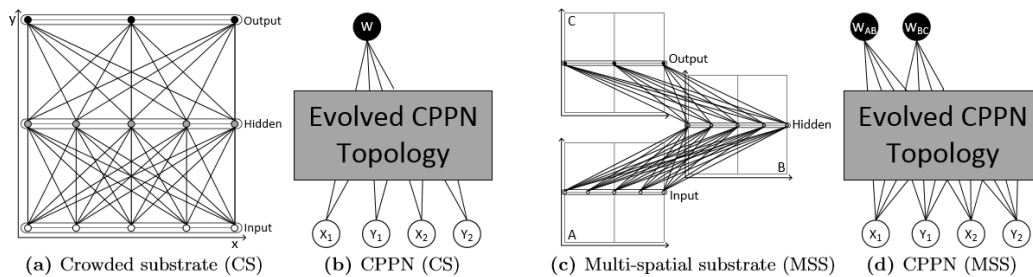 y
Output
Hidden
Input
x
(a) Crowded substrate (CS)
W
Evolved CPPN
Topology
X1
Y1
X2
Y2
(b) CPPN (CS)
C
Output
Hidden
B
Input
A
(c) Multi-spatial substrate (MSS)
WAB
WBC
Evolved CPPN
Topology
X1
Y1
X2
Y2
(d) CPPN (MSS)